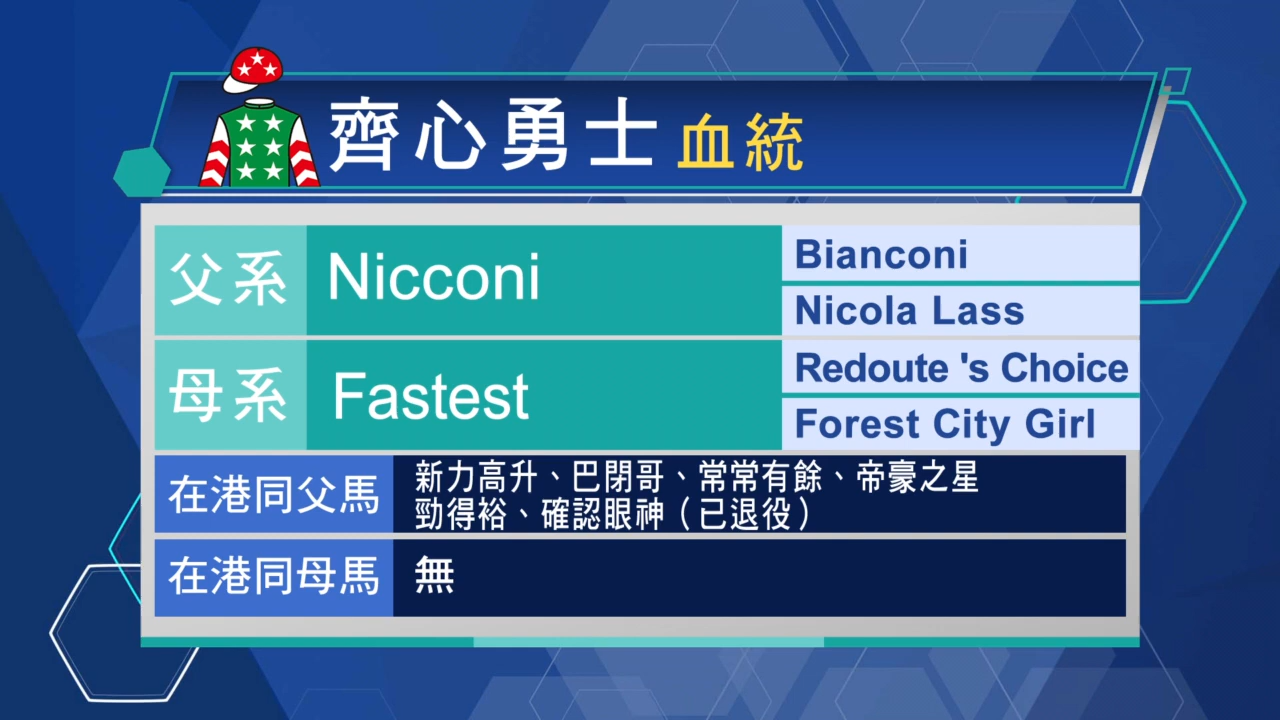 齊心勇士 血統
父系 Nicconi
Bianconi
Nicola Lass
母系 Fastest
Redoute 's Choice
Forest City Girl
在港同父馬 新力高升、巴閉哥、常常有餘、帝豪之星
勁得裕、確認眼神（已退役）
在港同母馬 無